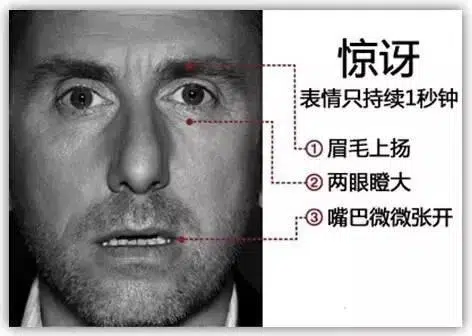 惊讶
表情只持续1秒钟
① 眉毛上扬
② 两眼瞪大
③ 嘴巴微微张开